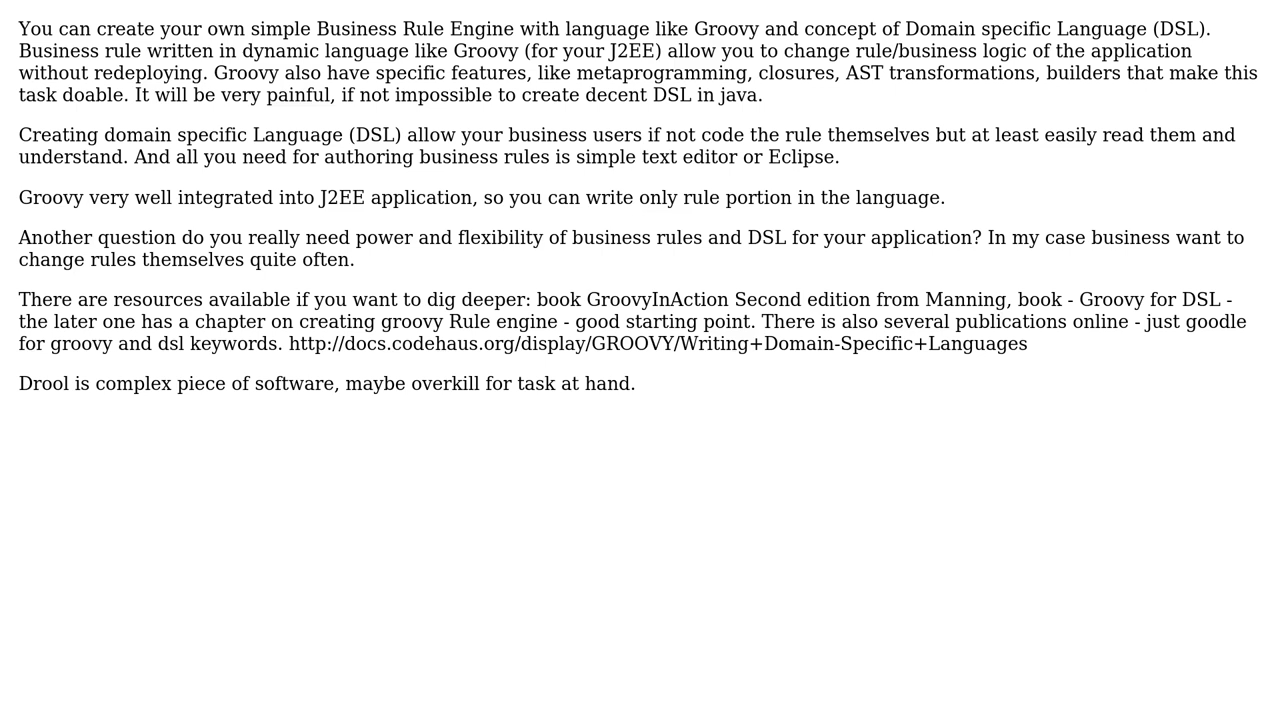 You can create your own simple Business Rule Engine with language like Groovy and concept of Domain specific Language (DSL).
Business rule written in dynamic language like Groovy (for your J2EE) allow you to change rule/business logic of the application
without redeploying. Groovy also have specific features, like metaprogramming, closures, AST transformations, builders that make this
task doable. It will be very painful, if not impossible to create decent DSL in java.
Creating domain specific Language (DSL) allow your business users if not code the rule themselves but at least easily read them and
understand. And all you need for authoring business rules is simple text editor or Eclipse.
Groovy very well integrated into J2EE application, so you can write only rule portion in the language.
Another question do you really need power and flexibility of business rules and DSL for your application? In my case business want to
change rules themselves quite often.
There are resources available if you want to dig deeper: book GroovyInAction Second edition from Manning, book - Groovy for DSL -
the later one has a chapter on creating groovy Rule engine - good starting point. There is also several publications online - just goodle
for groovy and dsl keywords. http://docs.codehaus.org/display/GROOVY/Writing+Domain-Specific+Languages
Drool is complex piece of software, maybe overkill for task at hand.